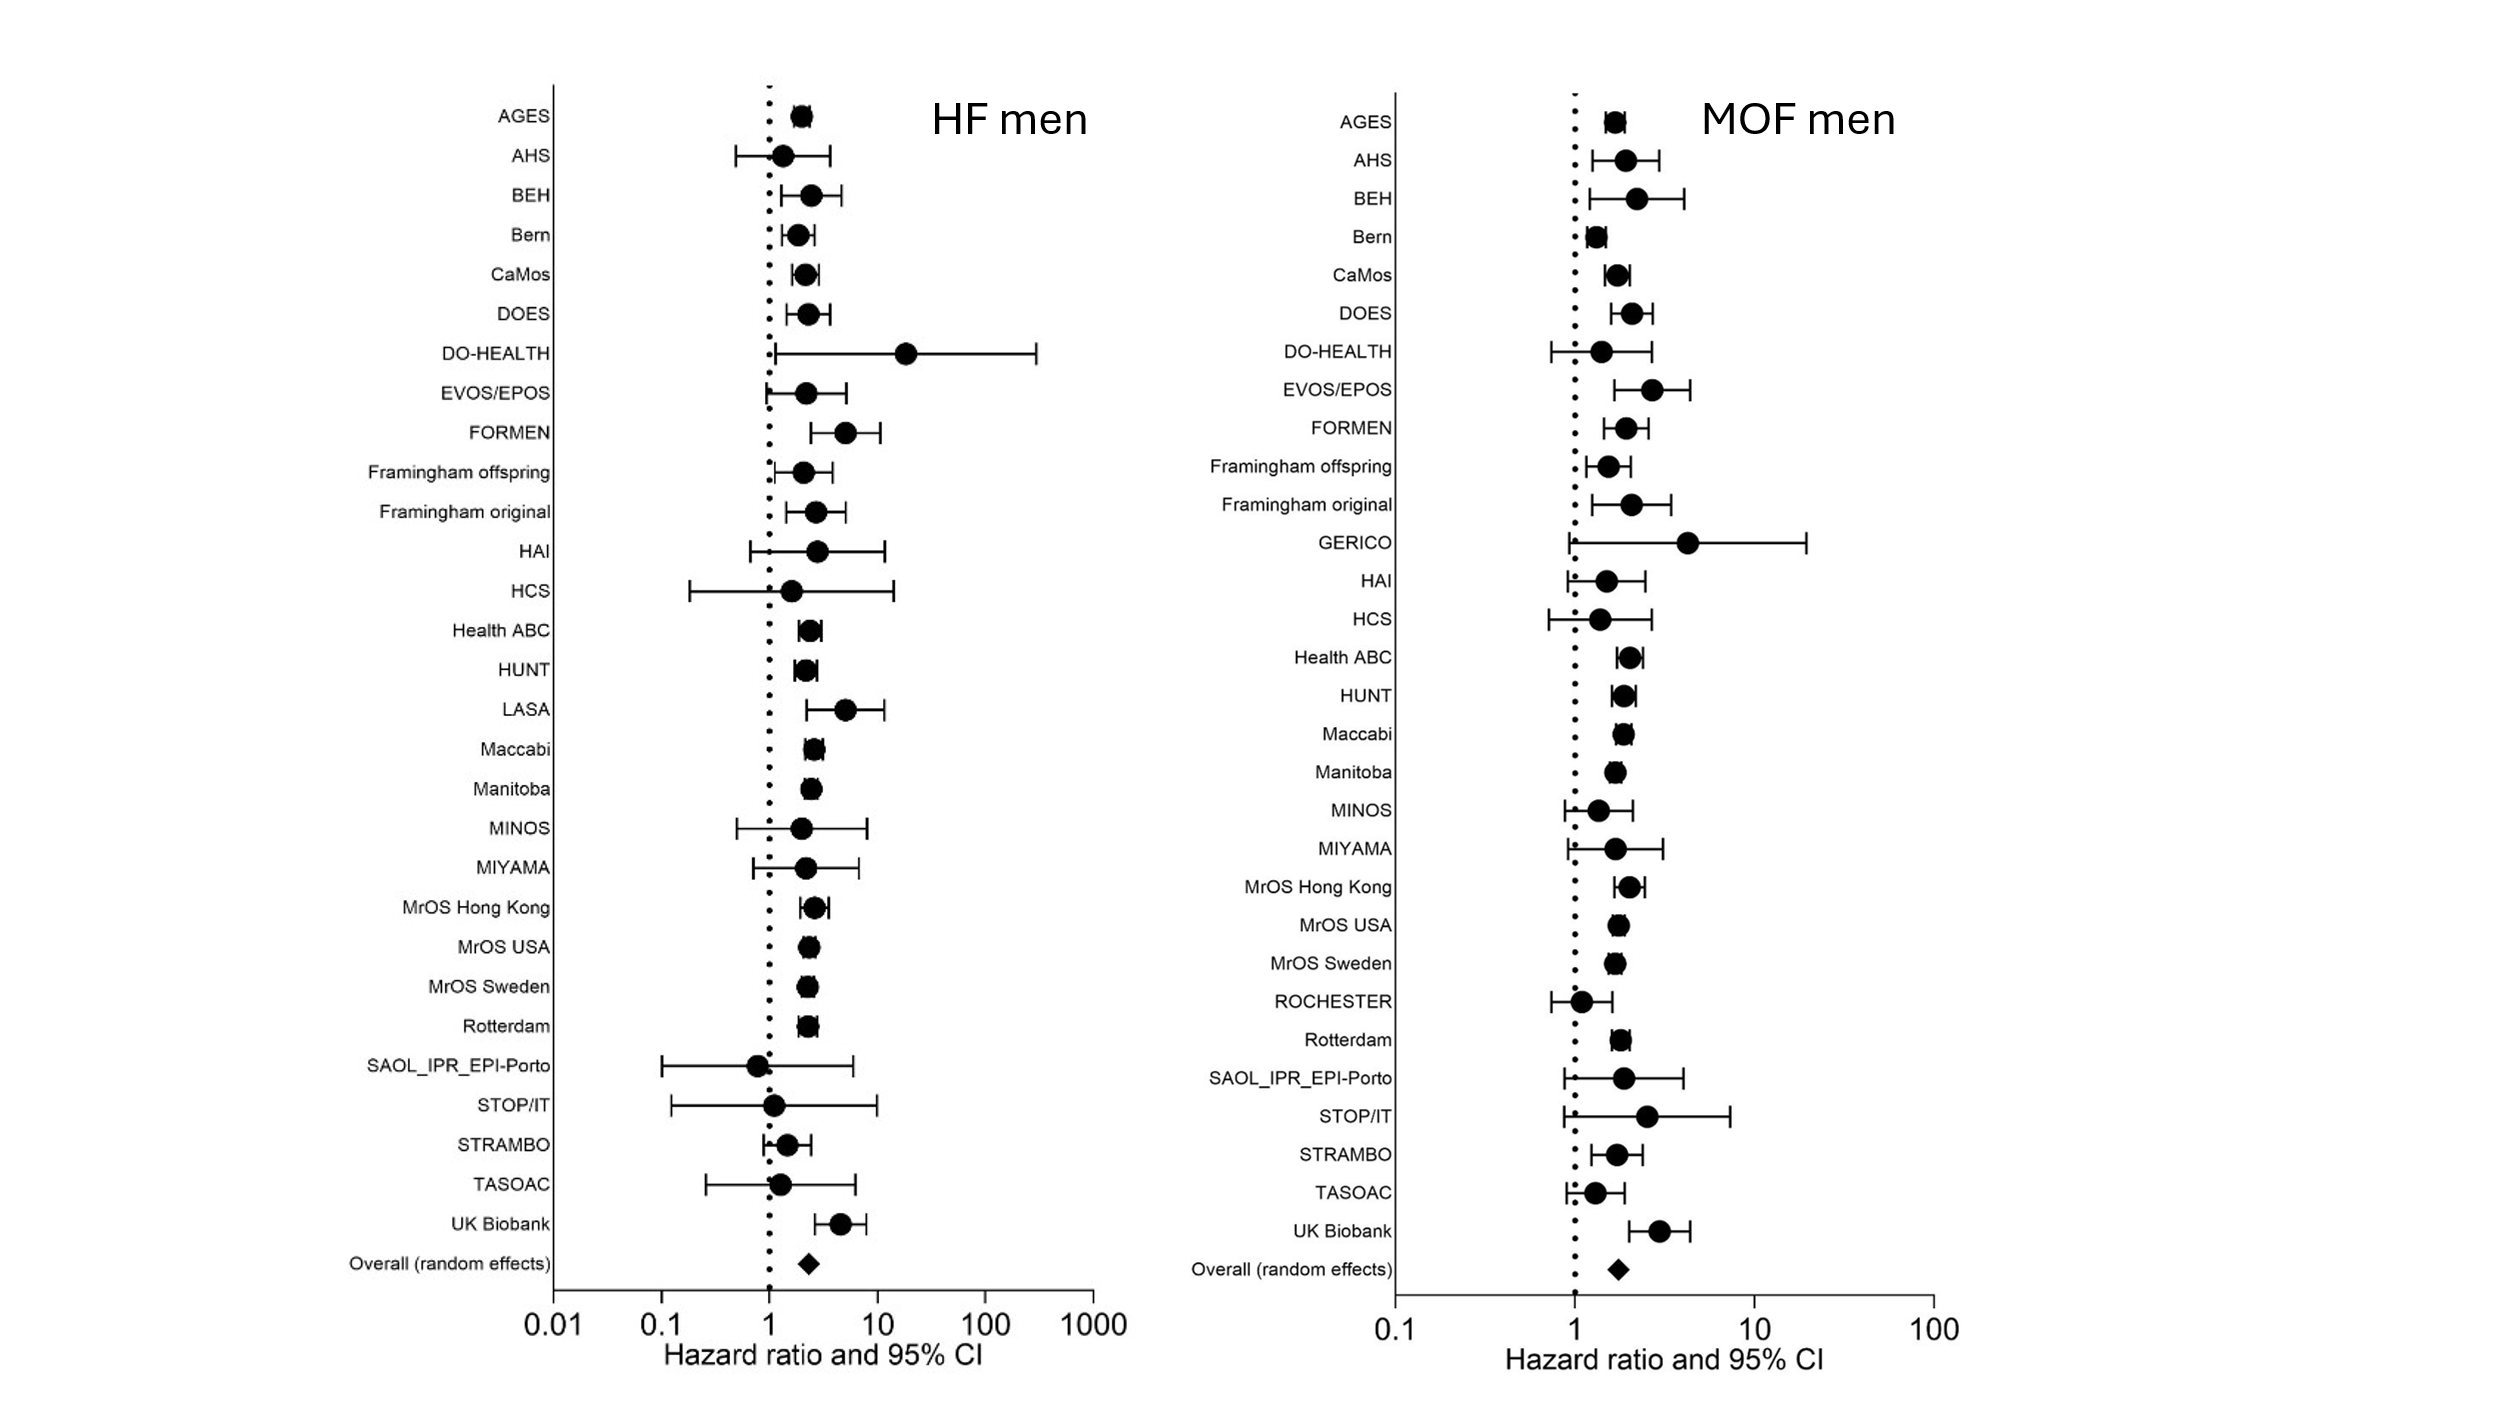 HF men
AGES
AHS
BEH
Bern
CaMos
DOES
DO-HEALTH
EVOS/EPOS
FORMEN
Framingham offspring
Framingham original
HAI
HCS
Health ABC
HUNT
LASA
Maccabi
Manitoba
MINOS
MIYAMA
MrOS Hong Kong
MrOS USA
MrOS Sweden
Rotterdam
SAOL_IPR_EPI-Porto
STOP/IT
STRAMBO
TASOAC
UK Biobank
Overall (random effects)
0.01 0.1 1 10 100 1000
Hazard ratio and 95% CI
MOF men
AGES
AHS
BEH
Bern
CaMos
DOES
DO-HEALTH
EVOS/EPOS
FORMEN
Framingham offspring
Framingham original
GERICO
HAI
HCS
Health ABC
HUNT
Maccabi
Manitoba
MINOS
MIYAMA
MrOS Hong Kong
MrOS USA
MrOS Sweden
ROCHESTER
Rotterdam
SAOL_IPR_EPI-Porto
STOP/IT
STRAMBO
TASOAC
UK Biobank
Overall (random effects)
0.1 1 10 100
Hazard ratio and 95% CI